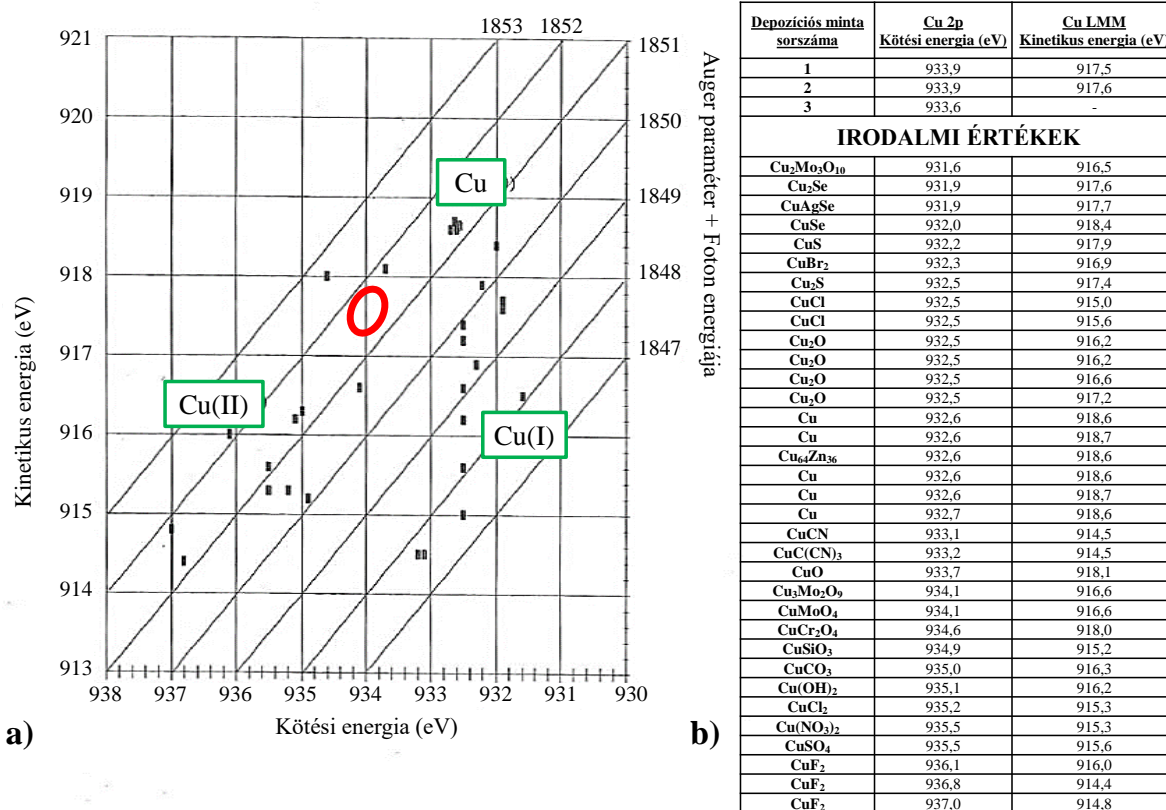 1853 1852
921
1851
920
1850
919
1849
918
1848
917
1847
916
915
914
913
Cu
Cu(II)
Cu(I)
Kinetikus energia (eV)
Auger paraméter + Foton energiája
938 937 936 935 934 933 932 931 930
Kötési energia (eV)
a)
b)
Depozíciós minta sorszáma Cu 2p Kötési energia (eV) Cu LMM Kinetikus energia (eV)
1 933,9 917,5
2 933,9 917,6
3 933,6 -
IRODALMI ÉRTÉKEK
Cu2Mo3O10 931,6 916,5
Cu2Se 931,9 917,6
CuAgSe 931,9 917,7
CuSe 932,0 918,4
CuS 932,2 917,9
CuBr2 932,3 916,9
Cu2S 932,5 917,4
CuCl 932,5 915,0
CuCl 932,5 915,6
Cu2O 932,5 916,2
Cu2O 932,5 916,2
Cu2O 932,5 916,6
Cu2O 932,5 917,2
Cu 932,6 918,6
Cu 932,6 918,7
Cu64Zn36 932,6 918,6
Cu 932,6 918,6
Cu 932,6 918,7
Cu 932,7 918,6
CuCN 933,1 914,5
CuC(CN)3 933,2 914,5
CuO 933,7 918,1
Cu3Mo2O9 934,1 916,6
CuMoO4 934,1 916,6
CuCr2O4 934,6 918,0
CuSiO3 934,9 915,2
CuCO3 935,0 916,3
Cu(OH)2 935,1 916,2
CuCl2 935,2 915,3
Cu(NO3)2 935,5 915,3
CuSO4 935,5 915,6
CuF2 936,1 916,0
CuF2 936,8 914,4
CuF2 937,0 914,8